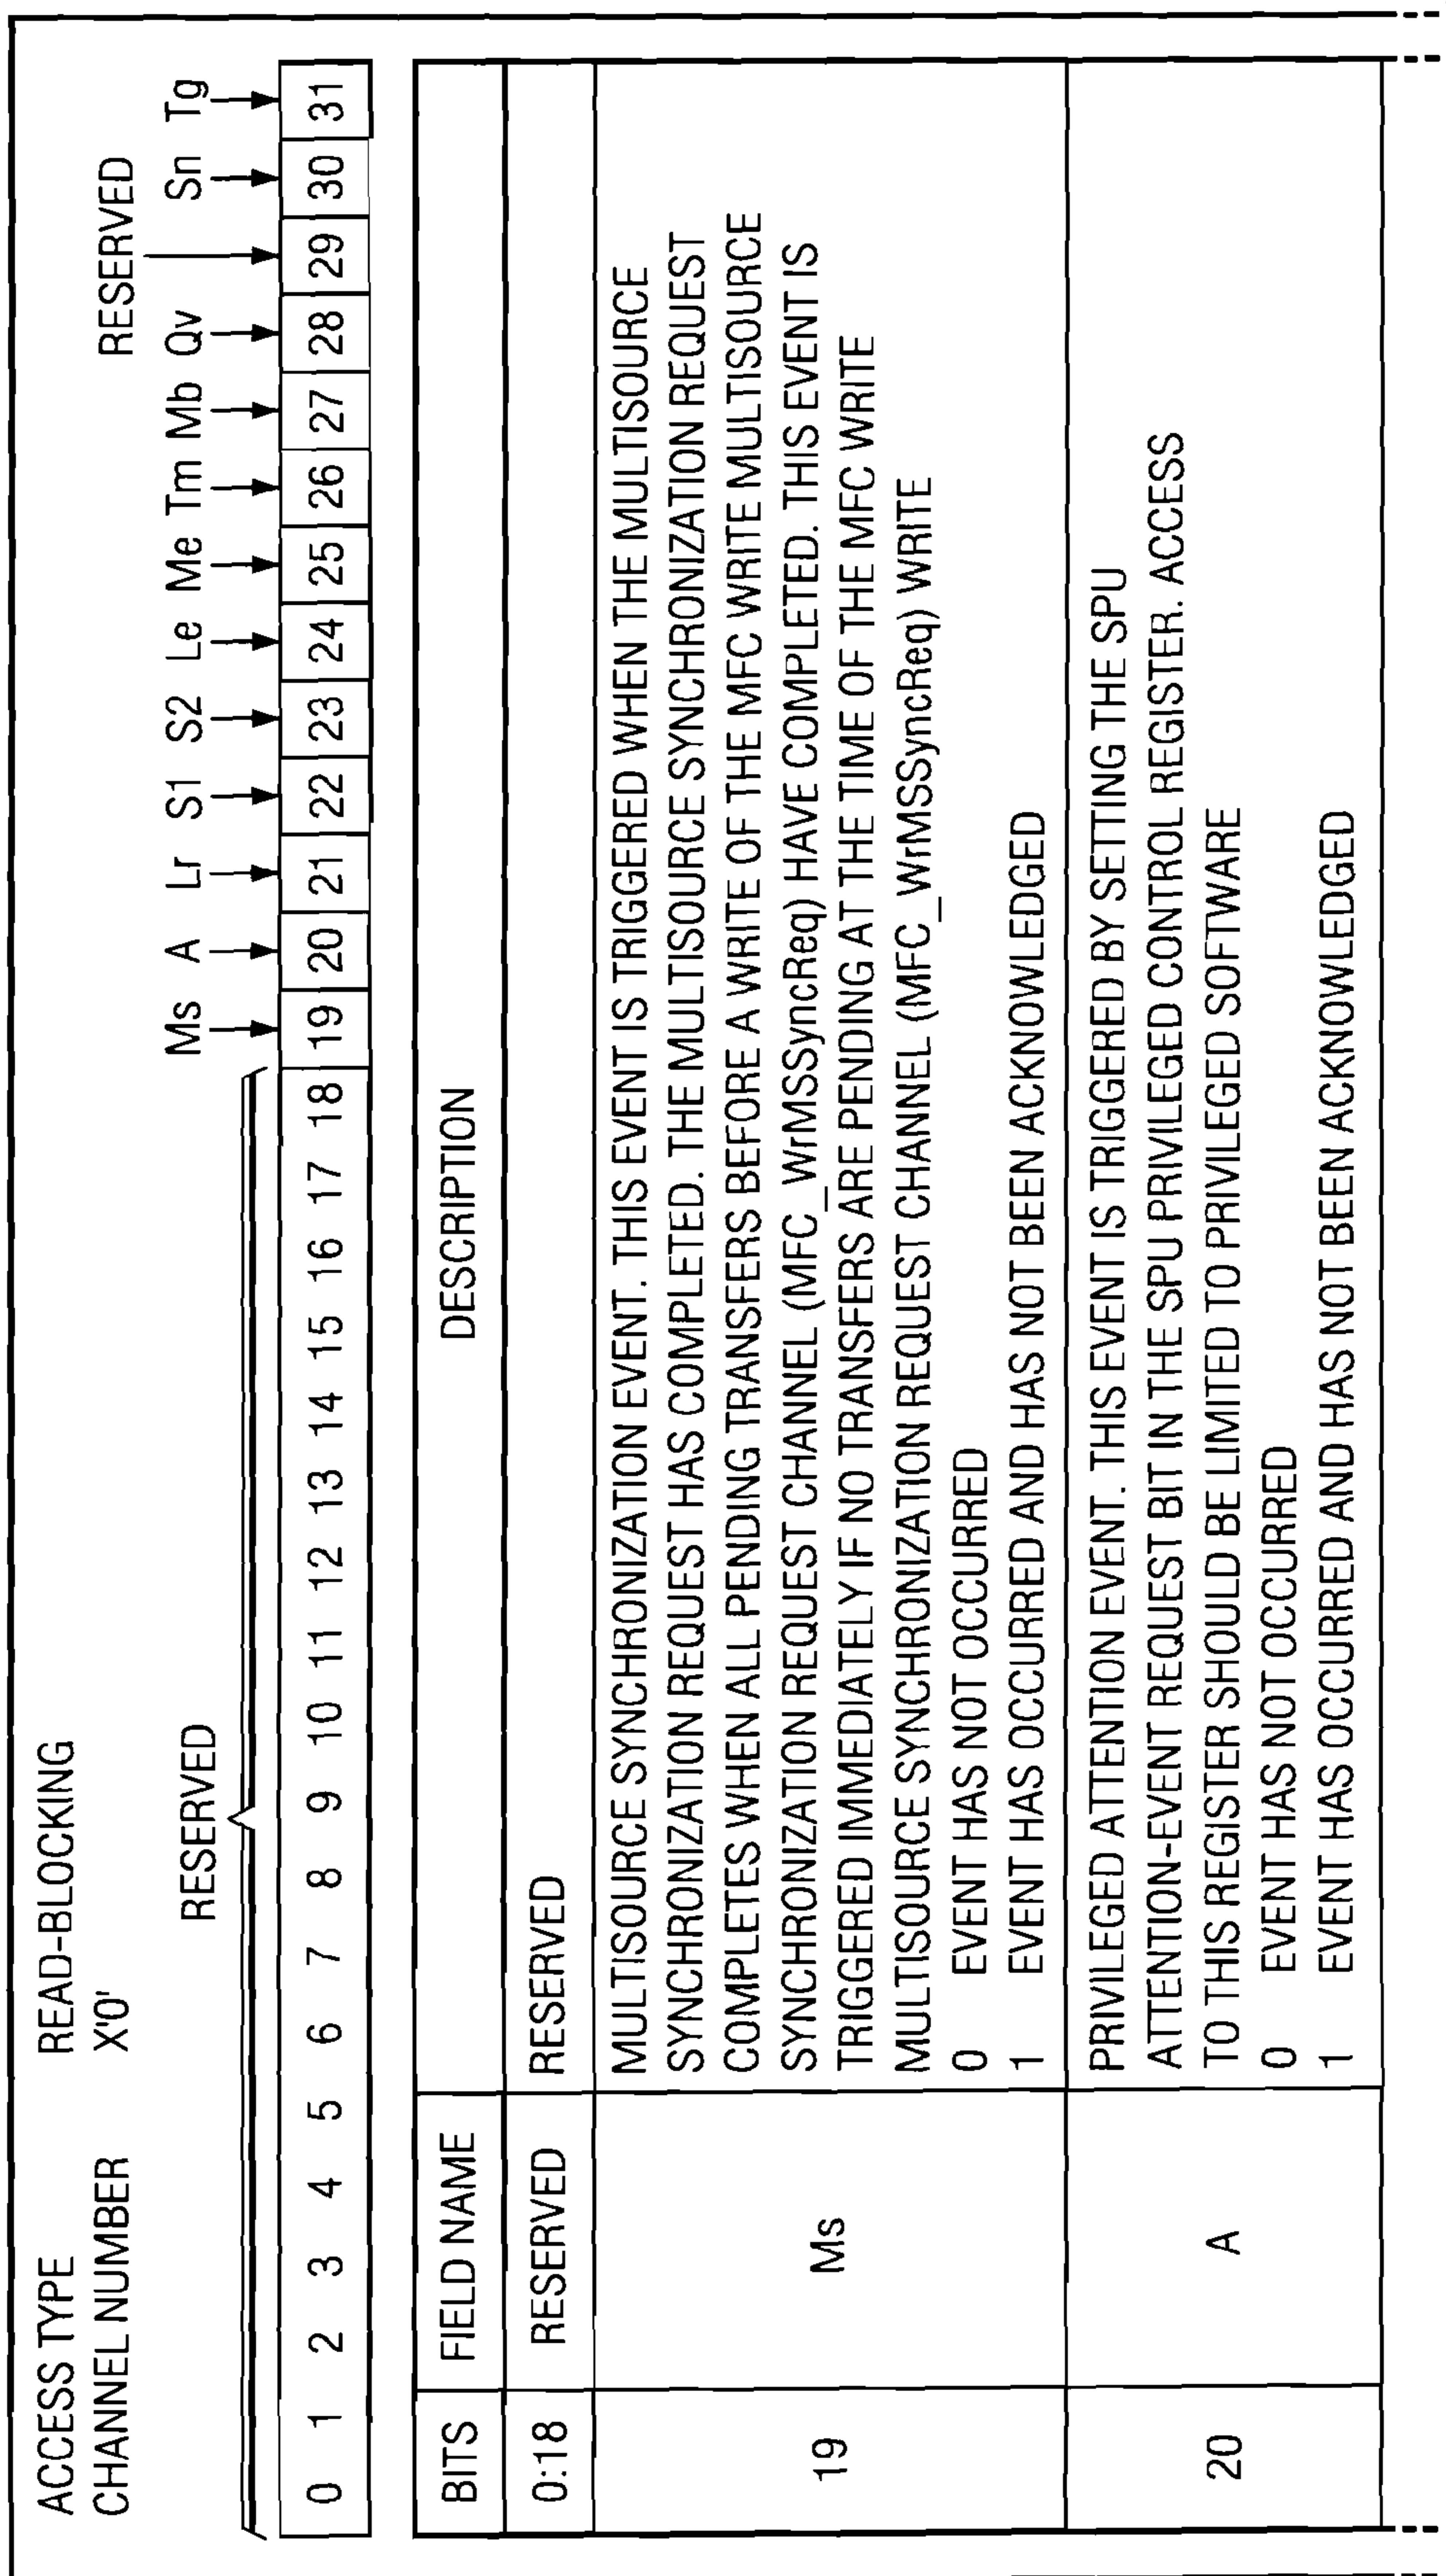 ACCESS TYPE READ-BLOCKING
CHANNEL NUMBER X'0'
RESERVED
RESERVED
Ms A Lr S1 S2 Le Me Tm Mb Qv Sn Tg
0 1 2 3 4 5 6 7 8 9 10 11 12 13 14 15 16 17 18 19 20 21 22 23 24 25 26 27 28 29 30 31
BITS FIELD NAME DESCRIPTION
0:18 RESERVED RESERVED
19 Ms
MULTISOURCE SYNCHRONIZATION EVENT. THIS EVENT IS TRIGGERED WHEN THE MULTISOURCE
SYNCHRONIZATION REQUEST HAS COMPLETED. THE MULTISOURCE SYNCHRONIZATION REQUEST
COMPLETES WHEN ALL PENDING TRANSFERS BEFORE A WRITE OF THE MFC WRITE MULTISOURCE
SYNCHRONIZATION REQUEST CHANNEL (MFC_WrMSSyncReq) HAVE COMPLETED. THIS EVENT IS
TRIGGERED IMMEDIATELY IF NO TRANSFERS ARE PENDING AT THE TIME OF THE MFC WRITE
MULTISOURCE SYNCHRONIZATION REQUEST CHANNEL (MFC_WrMSSyncReq) WRITE
0 EVENT HAS NOT OCCURRED
1 EVENT HAS OCCURRED AND HAS NOT BEEN ACKNOWLEDGED
20 A
PRIVILEGED ATTENTION EVENT. THIS EVENT IS TRIGGERED BY SETTING THE SPU
ATTENTION-EVENT REQUEST BIT IN THE SPU PRIVILEGED CONTROL REGISTER. ACCESS
TO THIS REGISTER SHOULD BE LIMITED TO PRIVILEGED SOFTWARE
0 EVENT HAS NOT OCCURRED
1 EVENT HAS OCCURRED AND HAS NOT BEEN ACKNOWLEDGED